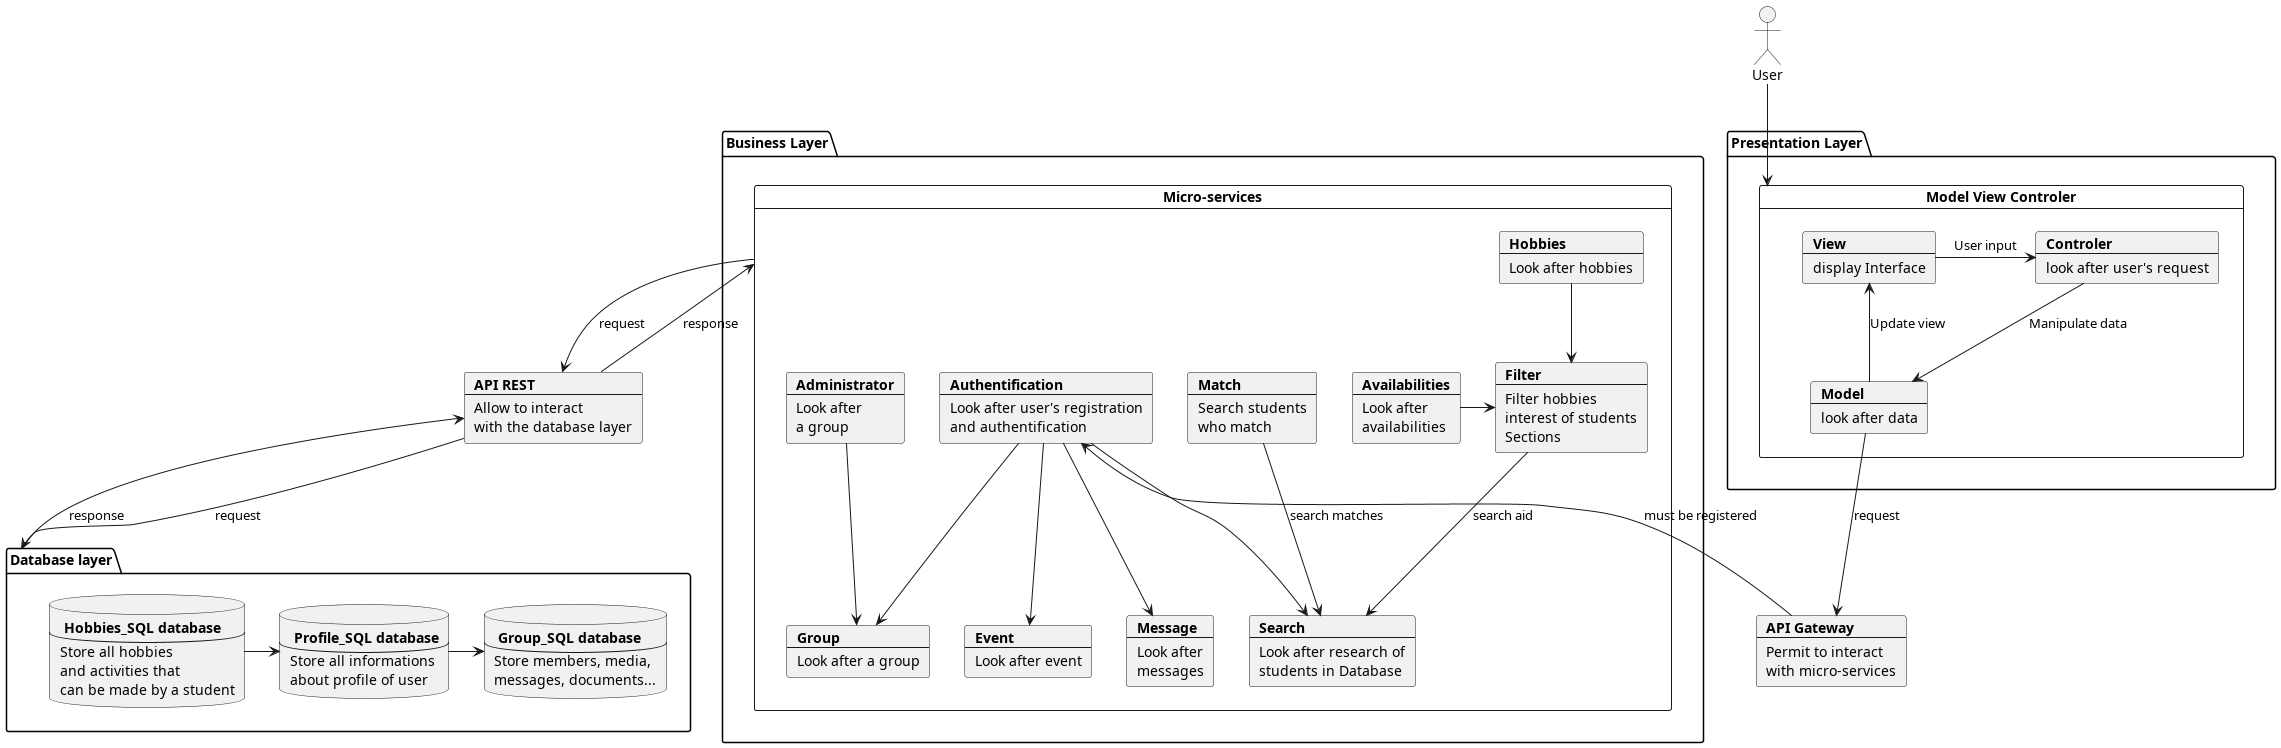 User
Business Layer
Presentation Layer
Micro-services
Model View Controler
Hobbies
Look after hobbies
View
display Interface
User input
Controler
look after user's request
request
response
Update view
Manipulate data
API REST
Allow to interact
with the database layer
Administrator
Look after
a group
Authentification
Look after user's registration
and authentification
Match
Search students
who match
Availabilities
Look after
availabilities
Filter
Filter hobbies
interest of students
Sections
Model
look after data
response
request
search matches
search aid
must be registered
request
Database layer
Hobbies_SQL database
Store all hobbies
and activities that
can be made by a student
Profile_SQL database
Store all informations
about profile of user
Group_SQL database
Store members, media,
messages, documents...
Group
Look after a group
Event
Look after event
Message
Look after
messages
Search
Look after research of
students in Database
API Gateway
Permit to interact
with micro-services